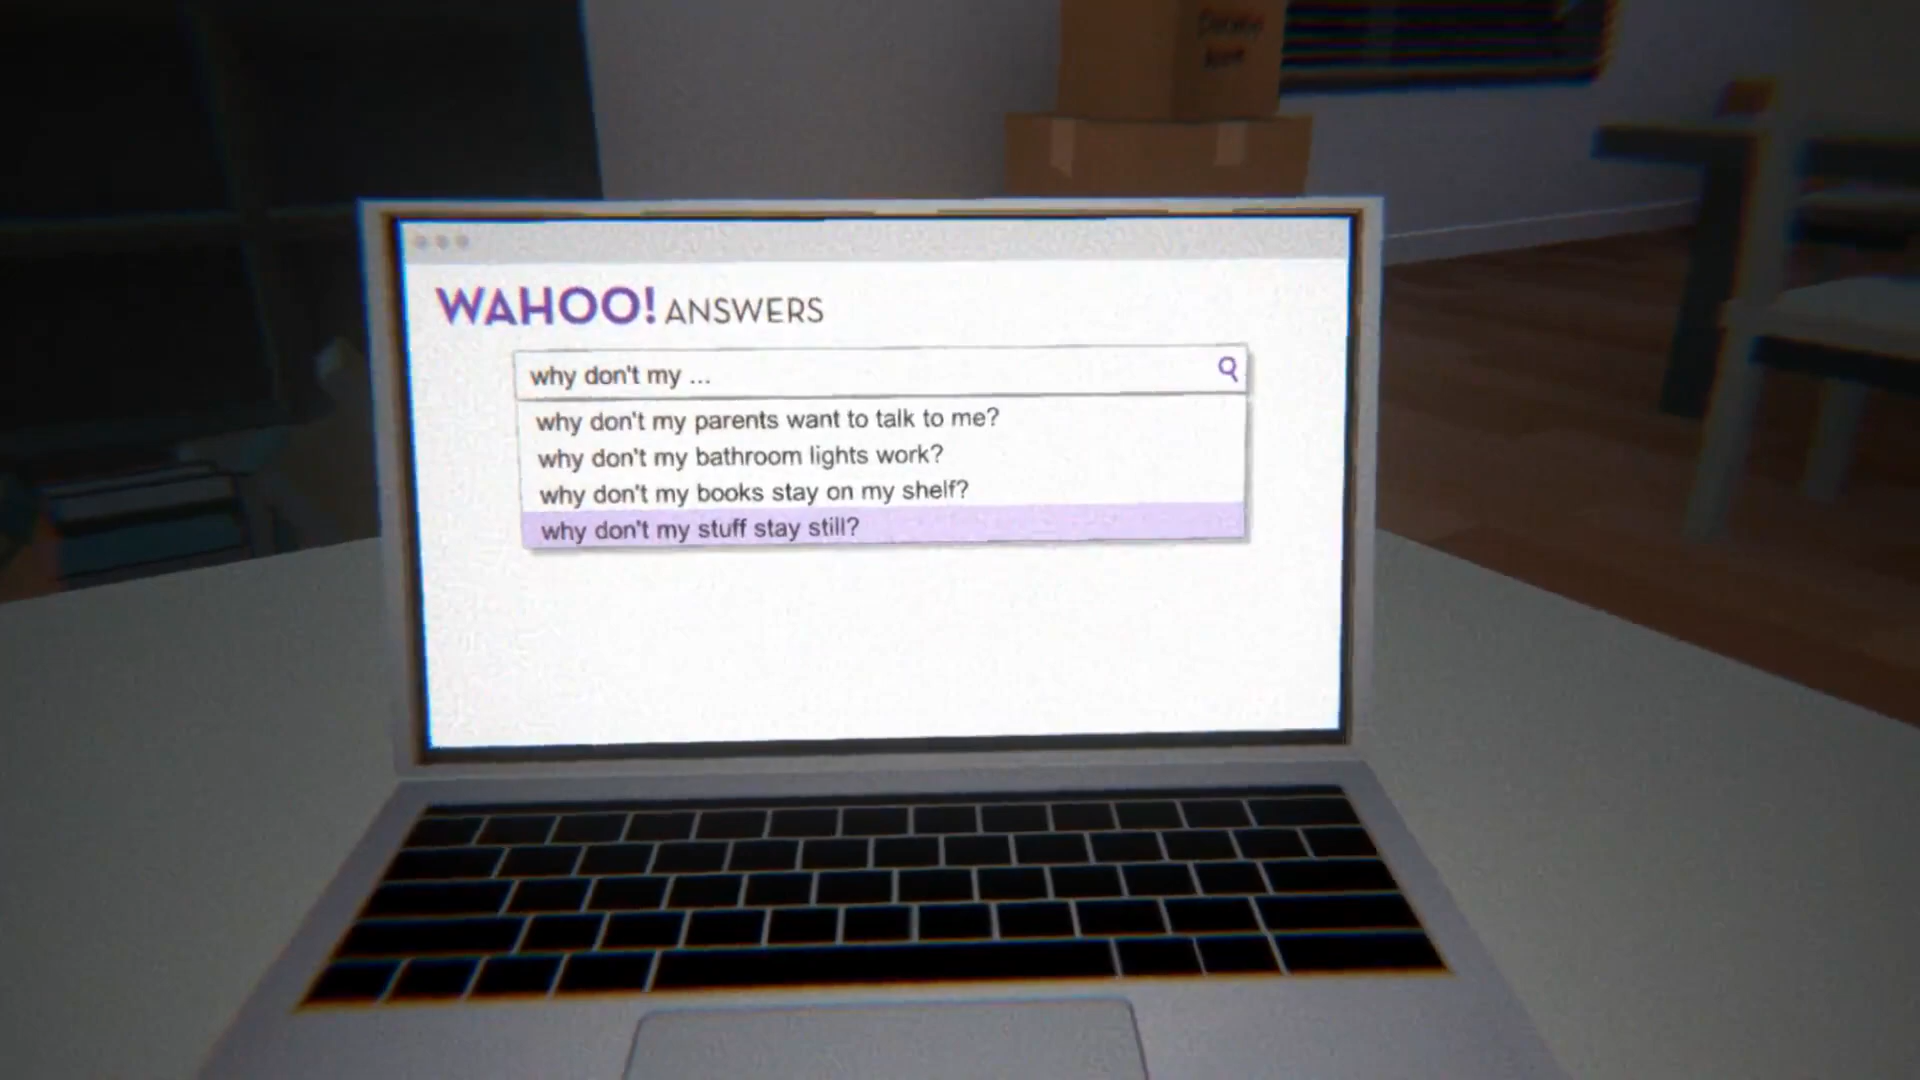 WAHOO! ANSWERS
why don't my ...
why don't my parents want to talk to me?
why don't my bathroom lights work?
why don't my books stay on my shelf?
why don't my stuff stay still?